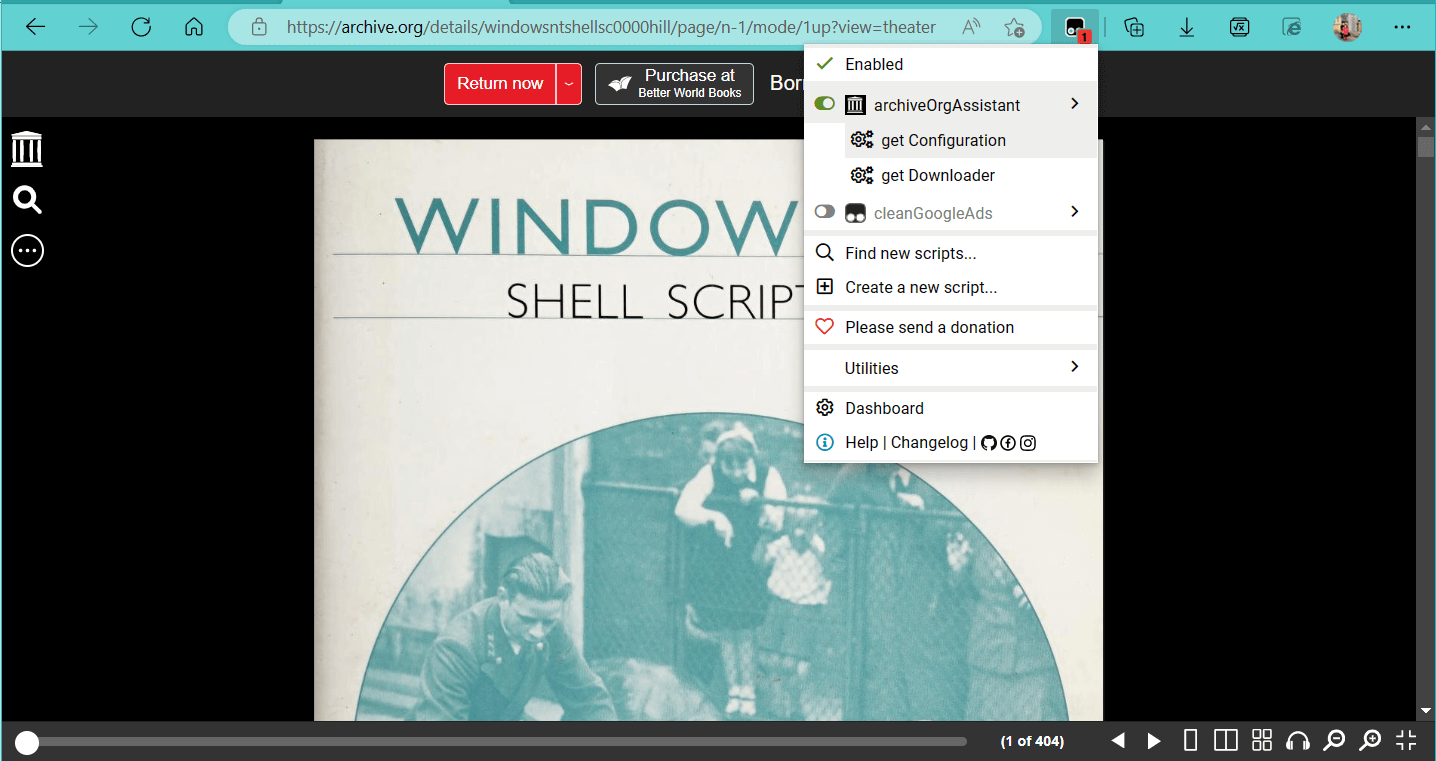 https://archive.org/details/windowsntshellsc0000hill/page/n-1/mode/1up?view=theater
1
Return now
Purchase at
Better World Books
Enabled
archiveOrgAssistant
get Configuration
get Downloader
cleanGoogleAds
Find new scripts...
Create a new script...
Please send a donation
Utilities
Dashboard
Help | Changelog |
WINDOW
SHELL SCRIPT
(1 of 404)